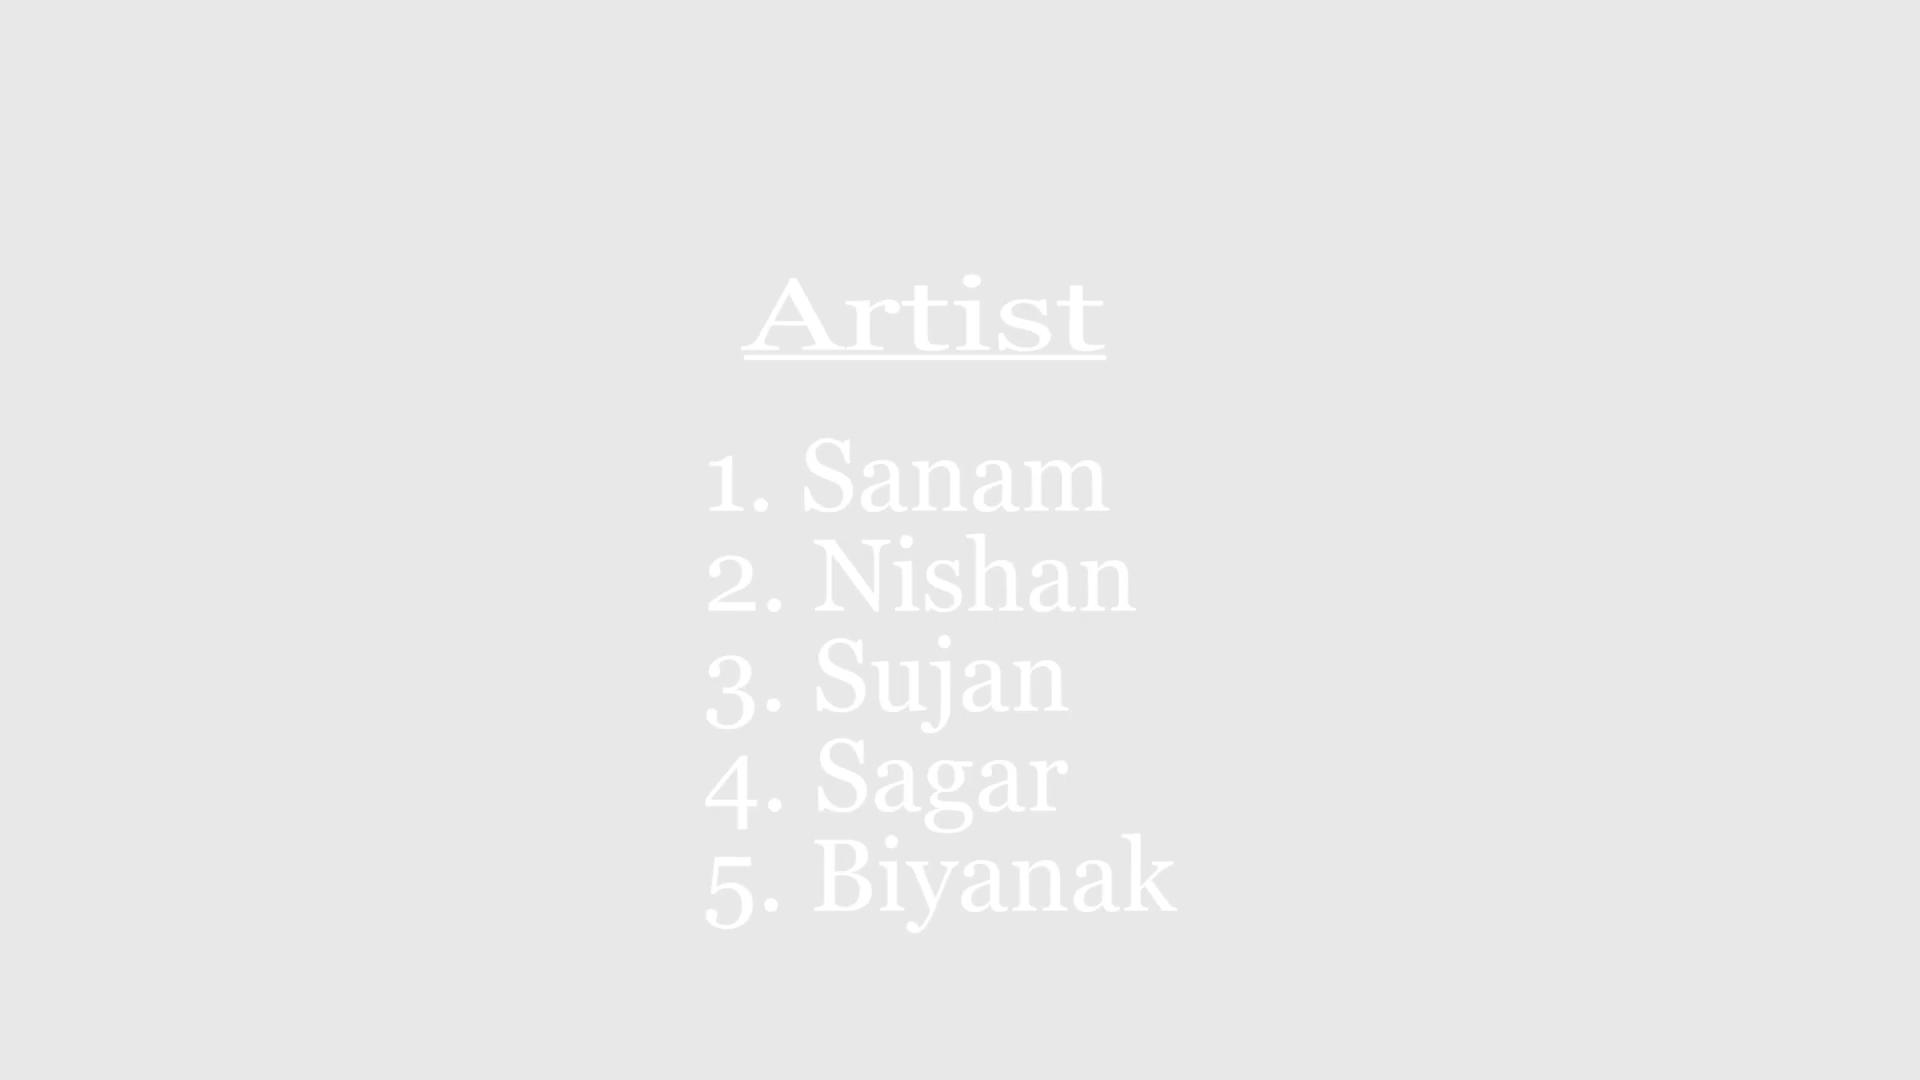 Artist
1. Sanam
2. Nishan
3. Sujan
4. Sagar
5. Biyanak